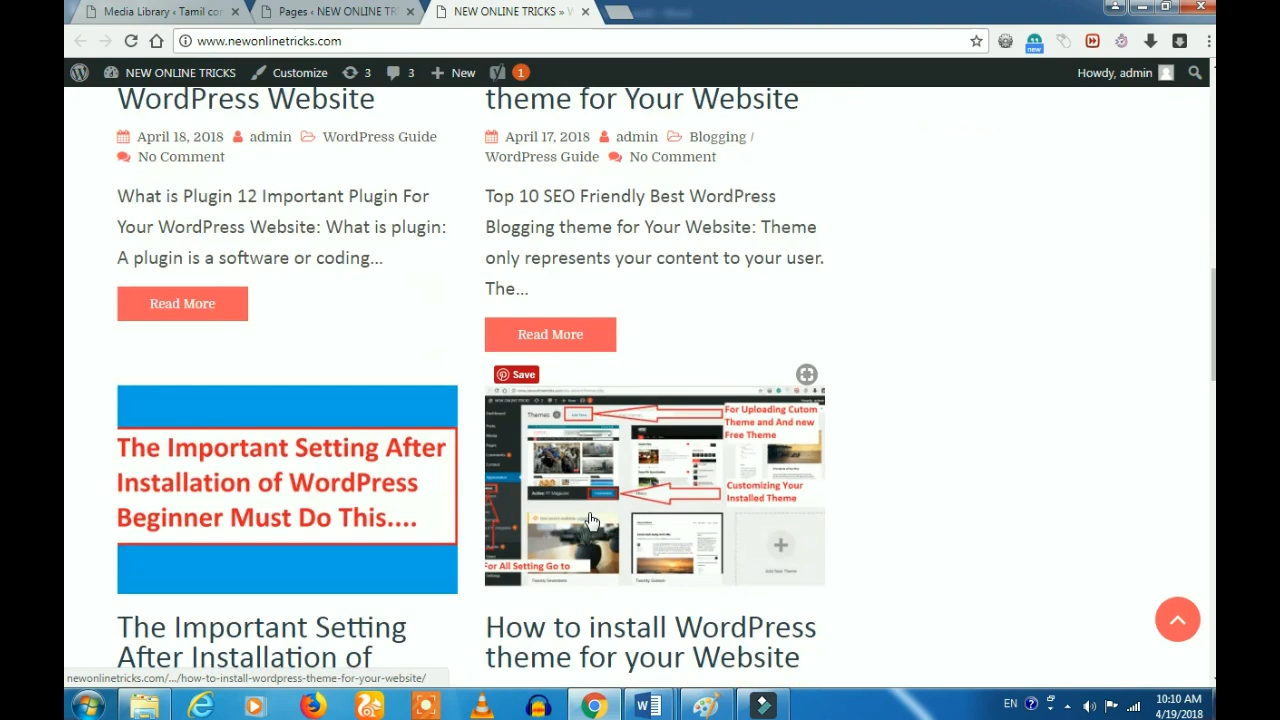 Media Library ‹ Tamil cor
Pages ‹ NEW ONLINE TR
NEW ONLINE TRICKS » W
www.newonlinetricks.com
new
NEW ONLINE TRICKS
Customize
3
3
New
1
Howdy, admin
WordPress Website
April 18, 2018 admin WordPress Guide
No Comment
What is Plugin 12 Important Plugin For
Your WordPress Website: What is plugin:
A plugin is a software or coding...
Read More
theme for Your Website
April 17, 2018 admin Blogging /
WordPress Guide No Comment
Top 10 SEO Friendly Best WordPress
Blogging theme for Your Website: Theme
only represents your content to your user.
The...
Read More
The Important Setting After
Installation of WordPress
Beginner Must Do This....
Save
Themes
For Uploading Cutom
Theme and And new
Free Theme
Customizing Your
Installed Theme
For All Setting Go to
Add New Theme
The Important Setting
After Installation of
How to install WordPress
theme for your Website
newonlinetricks.com/.../how-to-install-wordpress-theme-for-your-website/
EN
10:10 AM
4/19/2018